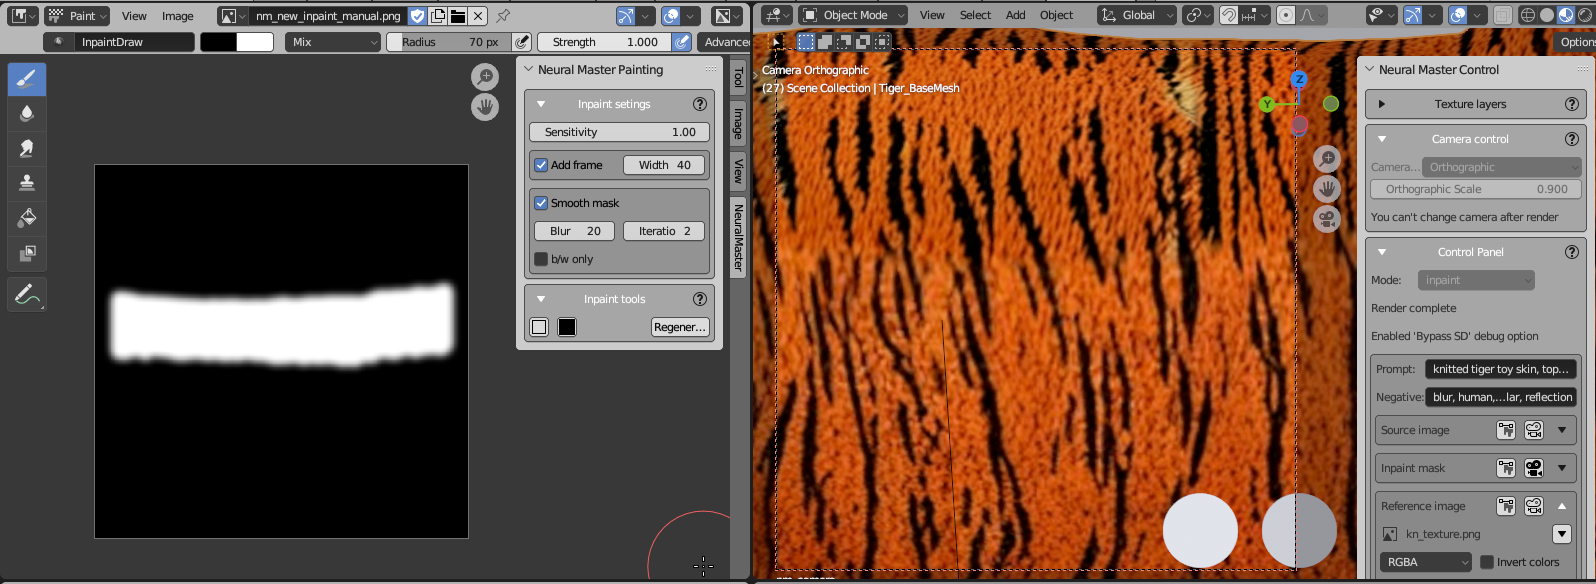 Paint View Image nm_new_inpaint_manual.png
InpaintDraw Mix Radius 70 px Strength 1.000 Advance
Neural Master Painting
Inpaint setings
Sensitivity 1.00
Add frame Width 40
Smooth mask
Blur 20 Iteratio 2
b/w only
Inpaint tools
Regener...
Tool
Image
View
NeuralMaster
Object Mode View Select Add Object Global
Options
Camera Orthographic
(27) Scene Collection | Tiger_BaseMesh
Z
Y
Neural Master Control
Texture layers
Camera control
Camera... Orthographic
Orthographic Scale 0.900
You can't change camera after render
Control Panel
Mode: inpaint
Render complete
Enabled 'Bypass SD' debug option
Prompt: knitted tiger toy skin, top...
Negative: blur, human,...lar, reflection
Source image
Inpaint mask
Reference image
kn_texture.png
RGBA Invert colors